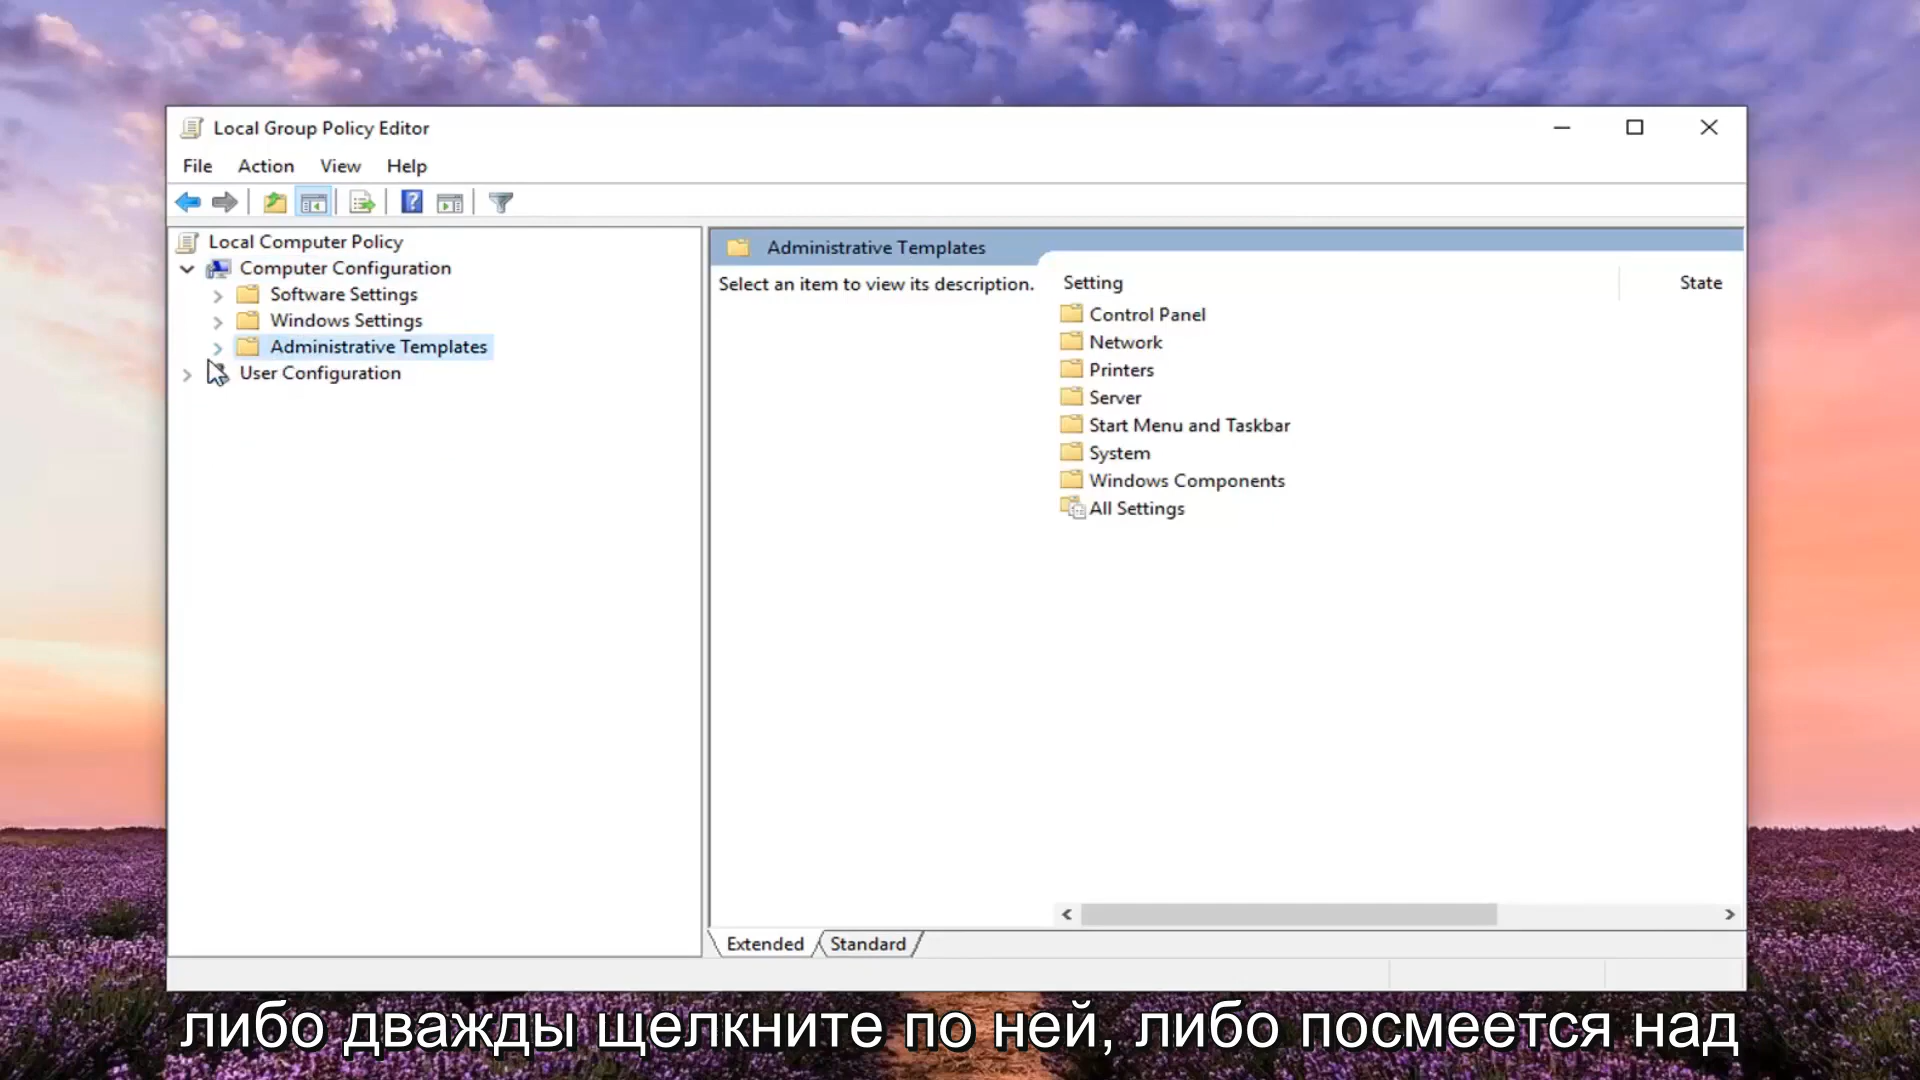 Local Group Policy Editor
File Action View Help
Local Computer Policy
Computer Configuration
Software Settings
Windows Settings
Administrative Templates
User Configuration
Administrative Templates
Select an item to view its description.
Setting State
Control Panel
Network
Printers
Server
Start Menu and Taskbar
System
Windows Components
All Settings
Extended Standard
либо дважды щелкните по ней, либо посмеется над